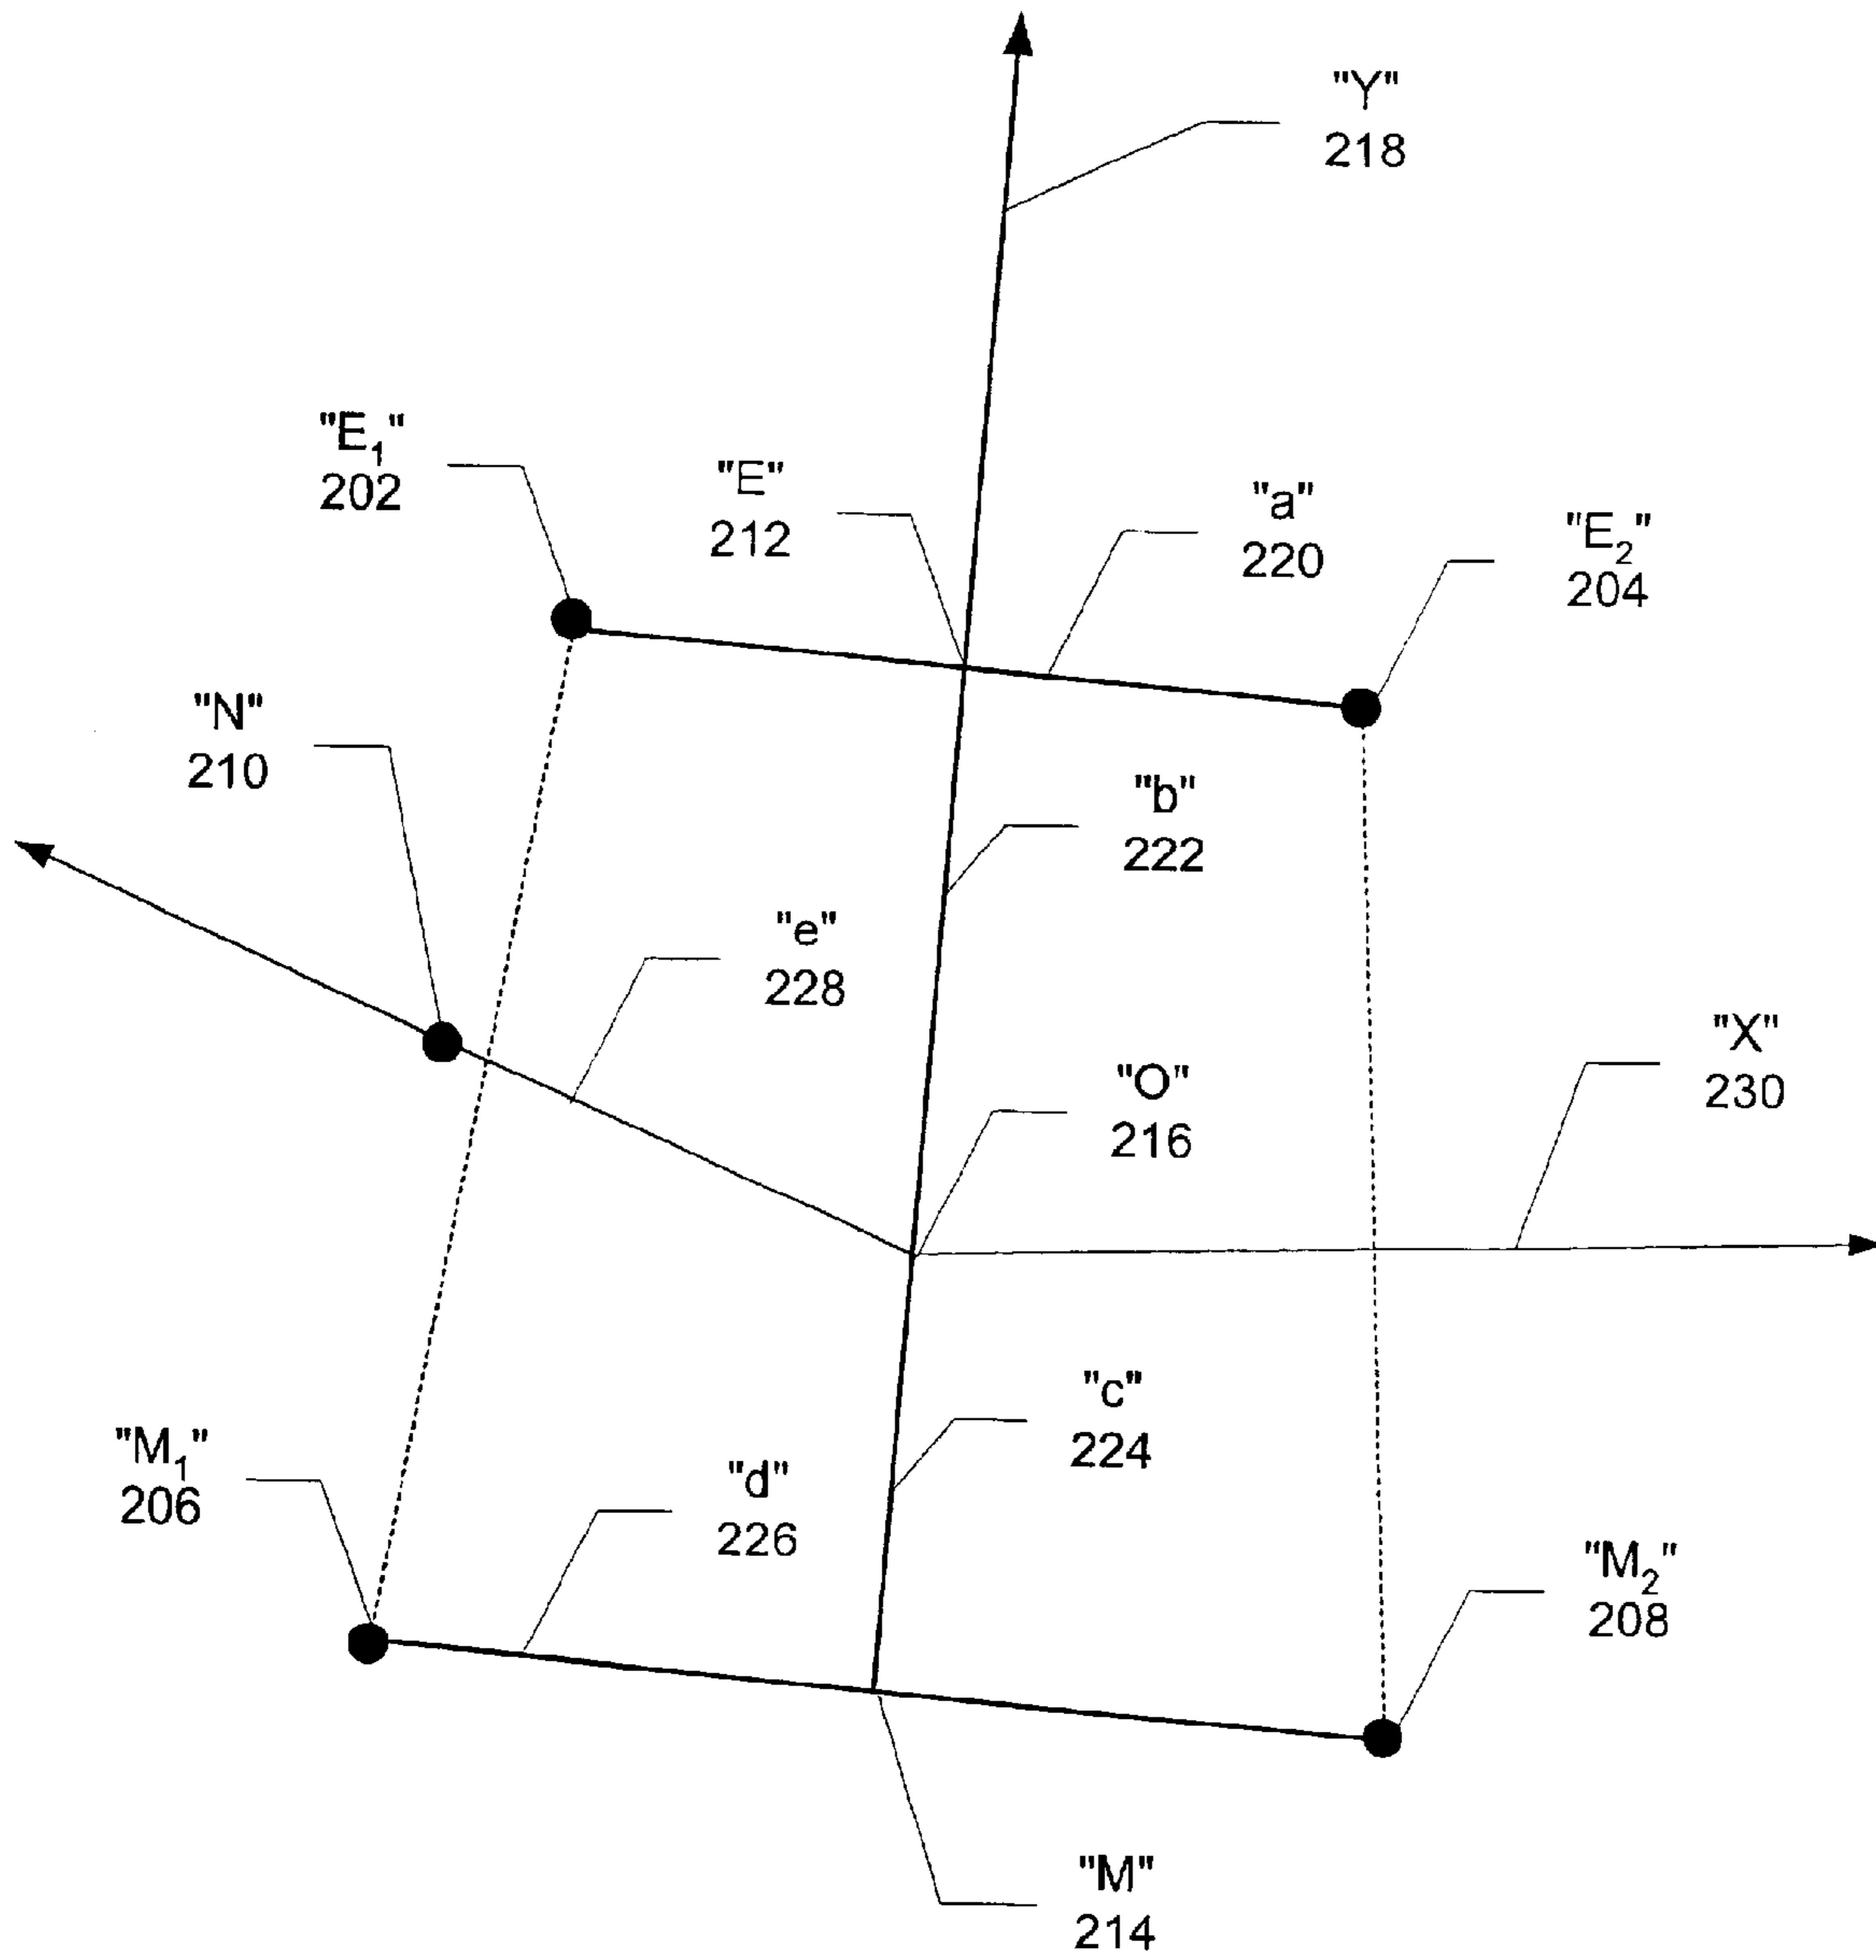 "Y"
218
"E₁"
202
"E"
212
"a"
220
"E₂"
204
"N"
210
"b"
222
"e"
228
"X"
230
"O"
216
"c"
224
"M₁"
206
"d"
226
"M₂"
208
"M"
214